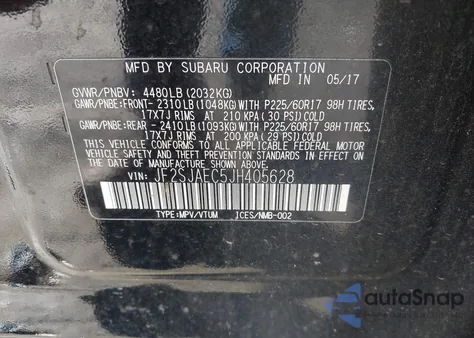 MFD BY SUBARU CORPORATION
MFD IN 05/17
GVWR/PNBV: 4480LB (2032KG)
GAWR/PNBE:FRONT- 2310LB (1048KG)WITH P225/60R17 98H TIRES,
17X7J RIMS AT 210 KPA (30 PSI)COLD
GAWR/PNBE:REAR - 2410LB (1093KG)WITH P225/60R17 98H TIRES,
17X7J RIMS AT 200 KPA (29 PSI)COLD
THIS VEHICLE CONFORMS TO ALL APPLICABLE FEDERAL
MOTOR VEHICLE SAFETY AND THEFT PREVENTION STANDARDS
IN EFFECT ON THE DATE OF MANUFACTURE SHOWN ABOVE.
VIN: JF2SJAEC5JH405628
TYPE:MPV/VTUM ICES/NMB-002
autoSnap